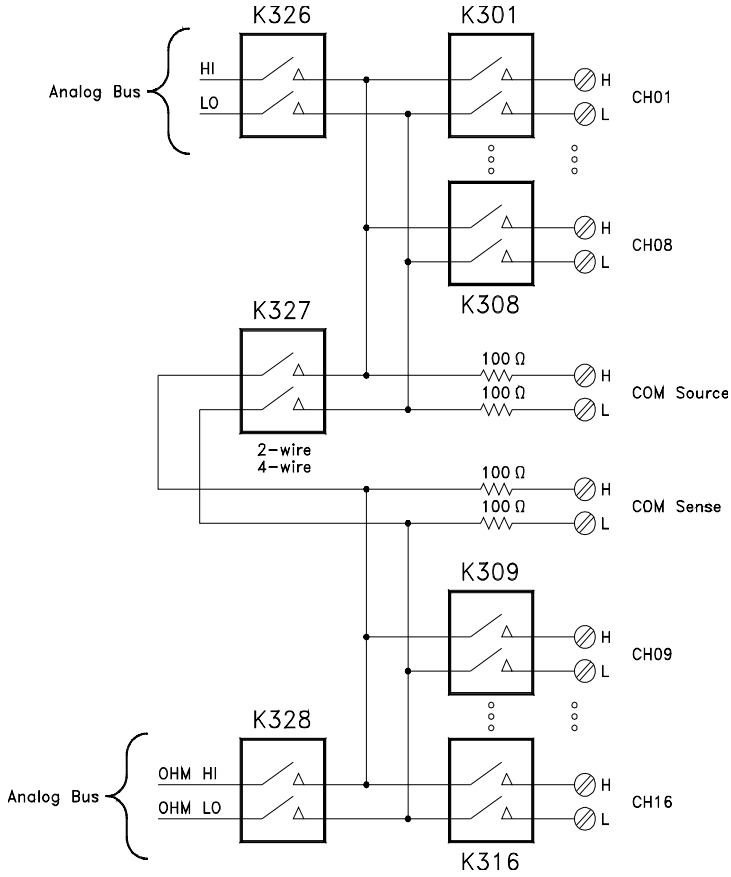 K326
K301
Analog Bus
HI
LO
H
L
CH01
H
L
CH08
K308
K327
2-wire
4-wire
100 Ω
100 Ω
H
L
COM Source
100 Ω
100 Ω
H
L
COM Sense
K309
H
L
CH09
K328
Analog Bus
OHM HI
OHM LO
H
L
CH16
K316